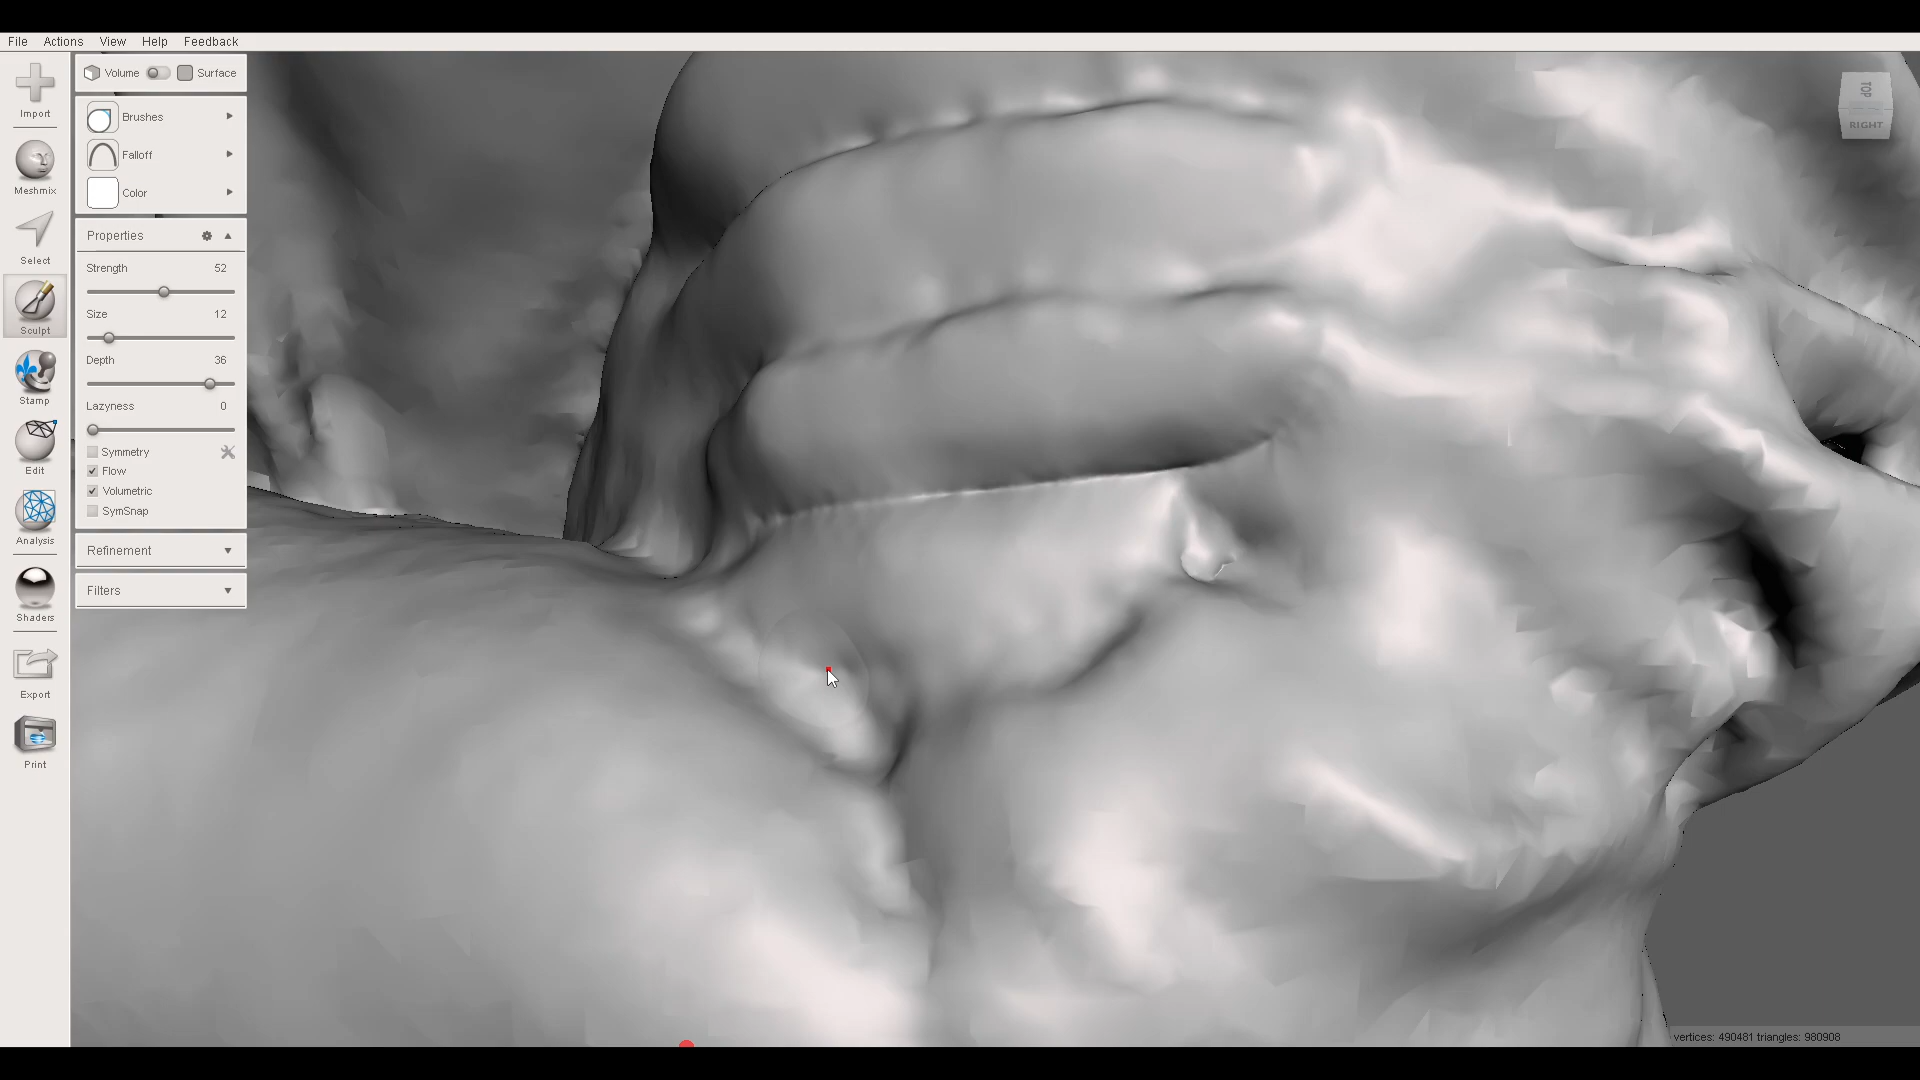 File Actions View Help Feedback
Import
Meshmix
Select
Sculpt
Stamp
Edit
Analysis
Shaders
Export
Print
Volume Surface
Brushes
Falloff
Color
Properties
Strength 52
Size 12
Depth 36
Lazyness 0
Symmetry
Flow
Volumetric
SymSnap
Refinement
Filters
TOP
RIGHT
vertices: 490481 triangles: 980908